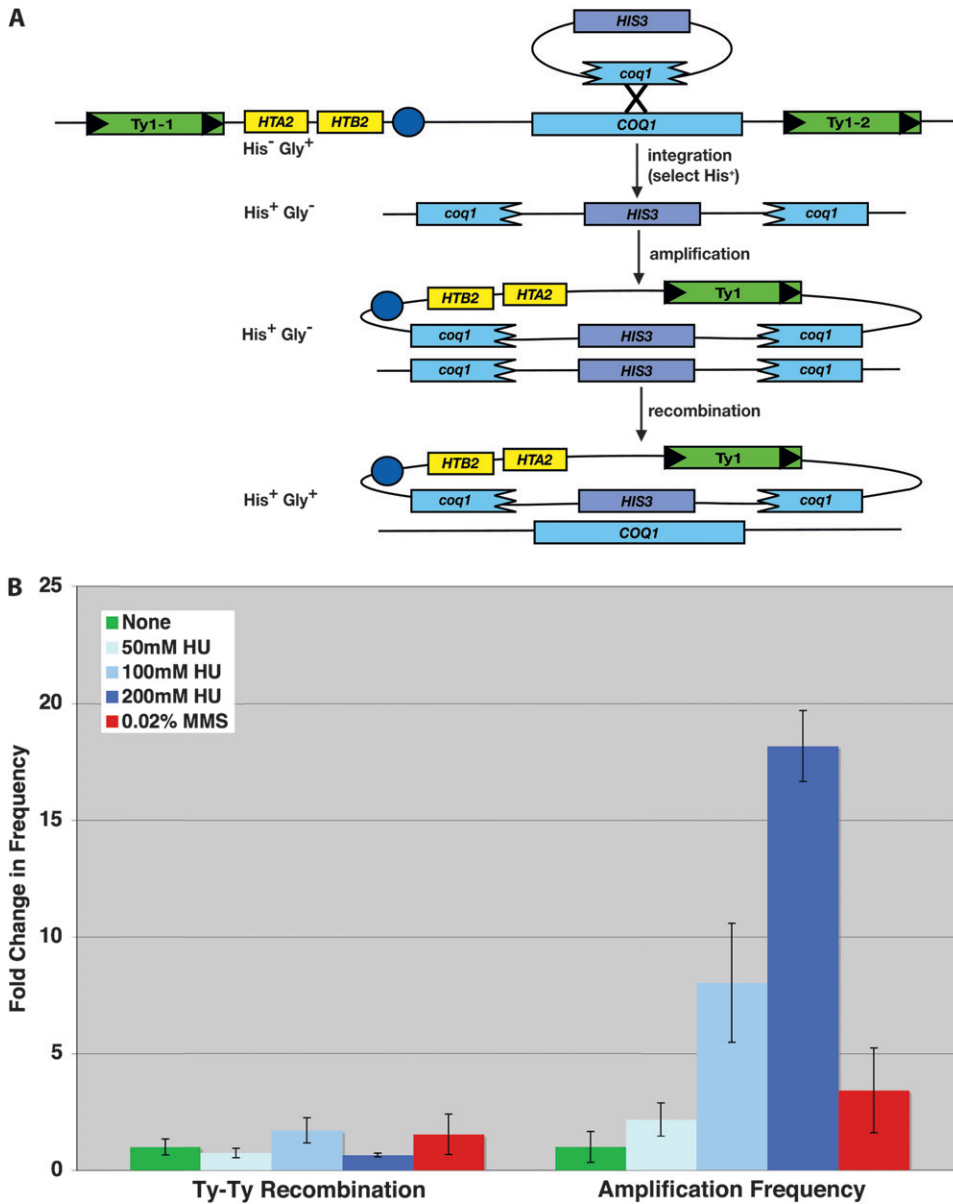 A
HIS3
coq1
Ty1-1
HTA2
HTB2
COQ1
Ty1-2
His⁻ Gly⁺
integration
(select His⁺)
His⁺ Gly⁻
coq1
HIS3
coq1
amplification
HTB2
HTA2
Ty1
His⁺ Gly⁻
coq1
HIS3
coq1
coq1
HIS3
coq1
recombination
HTB2
HTA2
Ty1
His⁺ Gly⁺
coq1
HIS3
coq1
COQ1
B
25
20
15
10
5
0
Fold Change in Frequency
None
50mM HU
100mM HU
200mM HU
0.02% MMS
Ty-Ty Recombination
Amplification Frequency